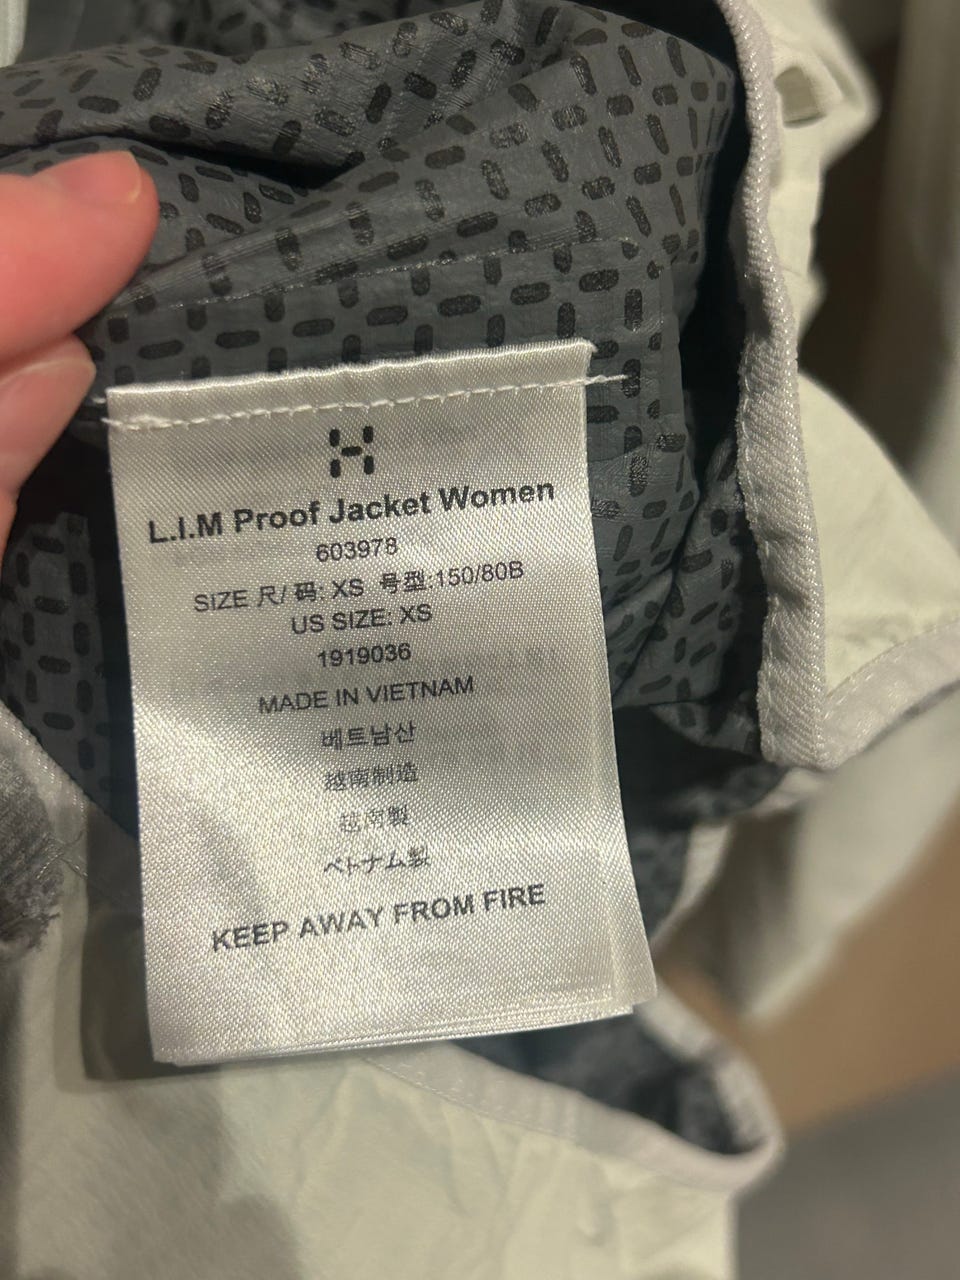 L.I.M Proof Jacket Women
603978
SIZE 尺/ 码: XS 号型:150/80B
US SIZE: XS
1919036
MADE IN VIETNAM
베트남산
越南制造
越南製
ベトナム製
KEEP AWAY FROM FIRE